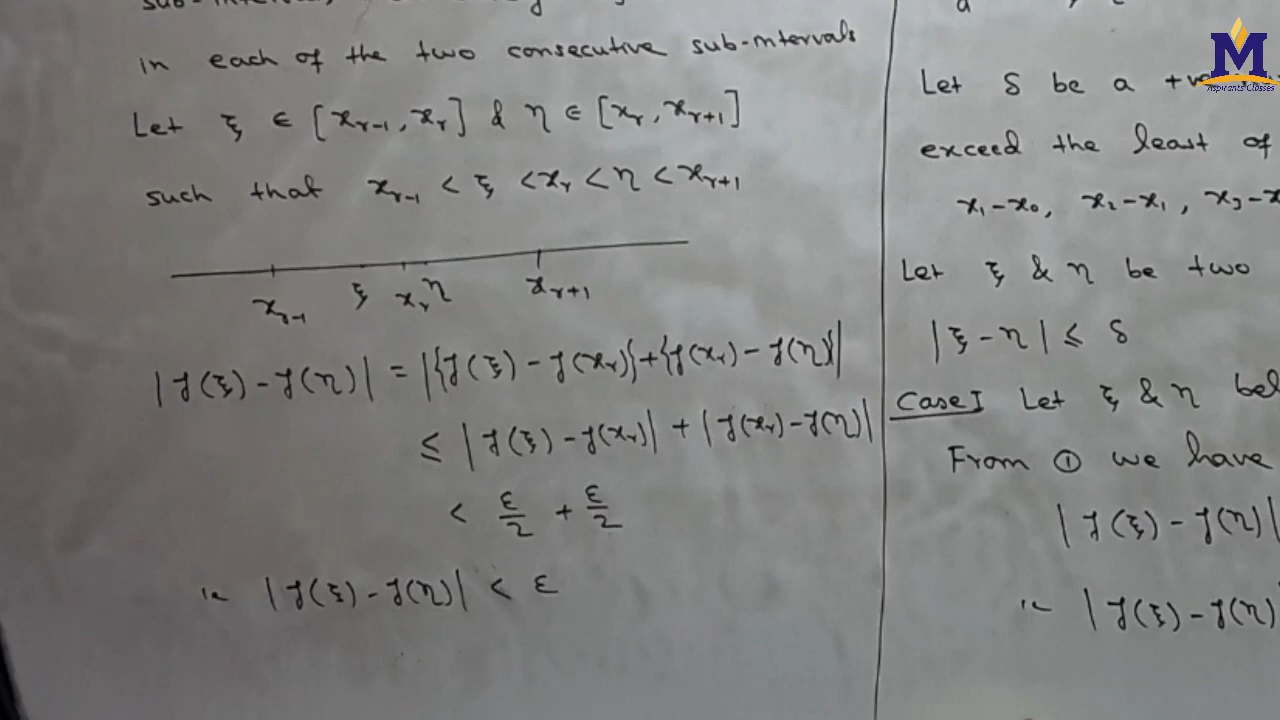 in each of the two consecutive sub-intervals
Let ξ ∈ [x_{r-1}, x_r] & η ∈ [x_r, x_{r+1}]
such that x_{r-1} < ξ < x_r < η < x_{r+1}
x_{r-1} ξ x_r η x_{r+1}
|f(ξ) - f(η)| = |{f(ξ) - f(x_r)} + {f(x_r) - f(η)}|
≤ |f(ξ) - f(x_r)| + |f(x_r) - f(η)|
< ε/2 + ε/2
ie |f(ξ) - f(η)| < ε
M
Aspirants Classes
Let δ be a +ve
exceed the least of
x_1 - x_0, x_2 - x_1, x_3 -
Let ξ & η be two
|ξ - η| ≤ δ
Case I Let ξ & η
From ① we have
|f(ξ) - f(η)|
ie |f(ξ) - f(η)